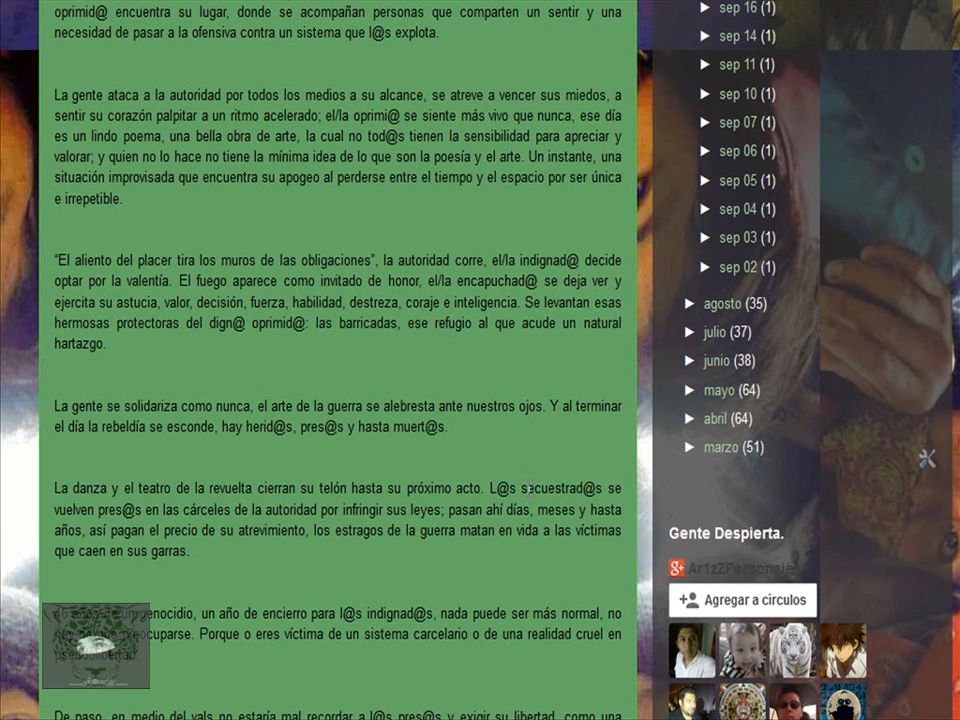 oprimid@ encuentra su lugar, donde se acompañan personas que comparten un sentir y una
necesidad de pasar a la ofensiva contra un sistema que l@s explota.
La gente ataca a la autoridad por todos los medios a su alcance, se atreve a vencer sus miedos, a
sentir su corazón palpitar a un ritmo acelerado; el/la oprimi@ se siente más vivo que nunca, ese día
es un lindo poema, una bella obra de arte, la cual no tod@s tienen la sensibilidad para apreciar y
valorar; y quien no lo hace no tiene la mínima idea de lo que son la poesía y el arte. Un instante, una
situación improvisada que encuentra su apogeo al perderse entre el tiempo y el espacio por ser única
e irrepetible.
“El aliento del placer tira los muros de las obligaciones”, la autoridad corre, el/la indignad@ decide
optar por la valentía. El fuego aparece como invitado de honor, el/la encapuchad@ se deja ver y
ejercita su astucia, valor, decisión, fuerza, habilidad, destreza, coraje e inteligencia. Se levantan esas
hermosas protectoras del dign@ oprimid@: las barricadas, ese refugio al que acude un natural
hartazgo.
La gente se solidariza como nunca, el arte de la guerra se alebresta ante nuestros ojos. Y al terminar
el día la rebeldía se esconde, hay herid@s, pres@s y hasta muert@s.
La danza y el teatro de la revuelta cierran su telón hasta su próximo acto. L@s secuestrad@s se
vuelven pres@s en las cárceles de la autoridad por infringir sus leyes; pasan ahí días, meses y hasta
años, así pagan el precio de su atrevimiento, los estragos de la guerra matan en vida a las víctimas
que caen en sus garras.
genocidio, un año de encierro para l@s indignad@s, nada puede ser más normal, no
preocuparse. Porque o eres víctima de un sistema carcelario o de una realidad cruel en
pseudolibertad.
De paso, en medio del vals no estaría mal recordar a l@s pres@s y exigir su libertad, como una
► sep 16 (1)
► sep 14 (1)
► sep 11 (1)
► sep 10 (1)
► sep 07 (1)
► sep 06 (1)
► sep 05 (1)
► sep 04 (1)
► sep 03 (1)
► sep 02 (1)
► agosto (35)
► julio (37)
► junio (38)
► mayo (64)
► abril (64)
► marzo (51)
Gente Despierta.
g+ Ar1zZPersonaje
Agregar a círculos